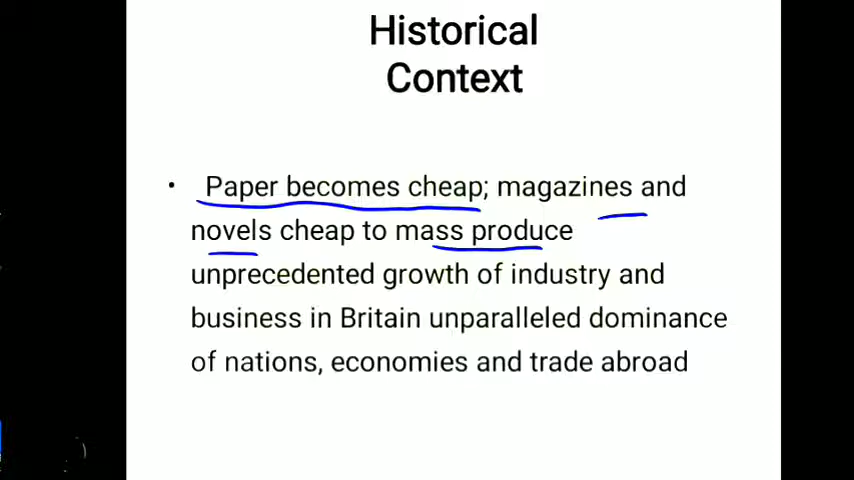 Historical
Context
• Paper becomes cheap; magazines and
novels cheap to mass produce
unprecedented growth of industry and
business in Britain unparalleled dominance
of nations, economies and trade abroad